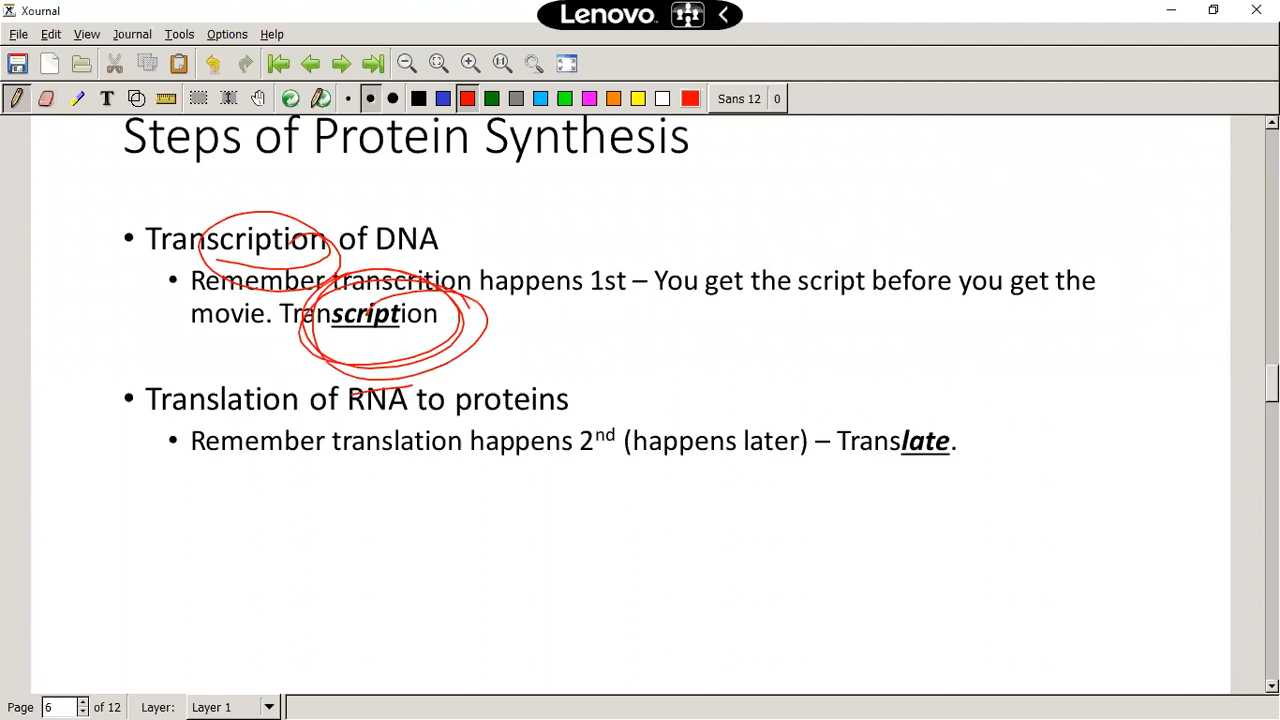 Xournal
Lenovo
File Edit View Journal Tools Options Help
Sans 12 0
Steps of Protein Synthesis
• Transcription of DNA
• Remember transcrition happens 1st – You get the script before you get the
movie. Transcription
• Translation of RNA to proteins
• Remember translation happens 2nd (happens later) – Translate.
Page 6 of 12 Layer: Layer 1